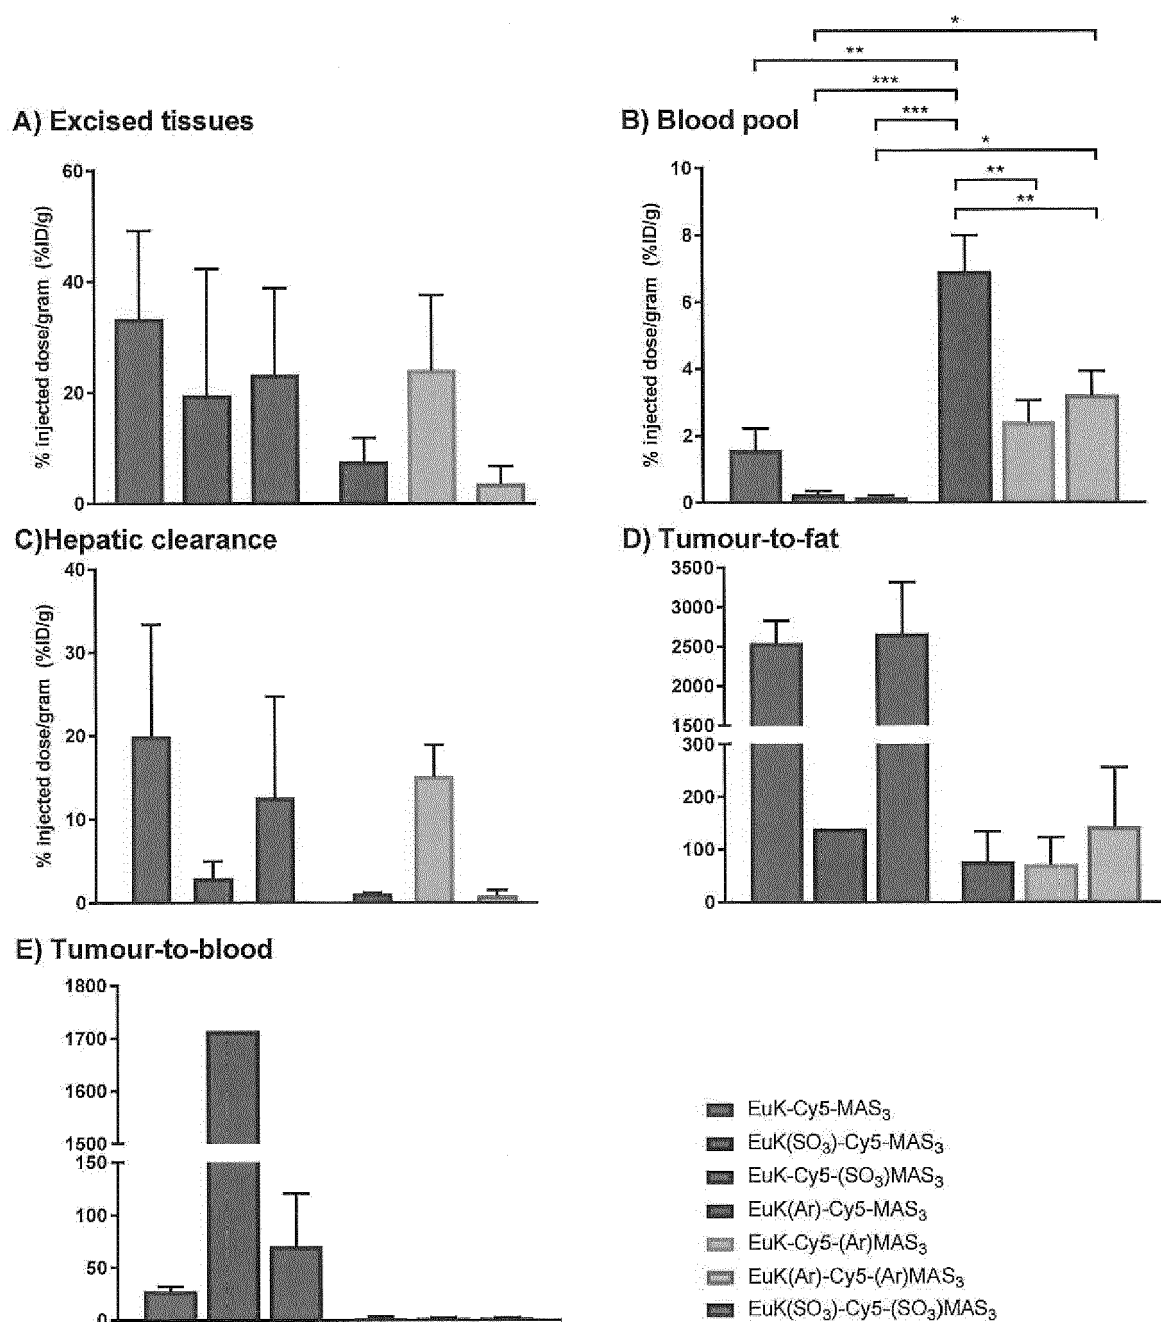 *
**
***
A) Excised tissues
B) Blood pool
***
*
**
**
% injected dose/gram (%ID/g)
60
40
20
0
% injected dose/gram (%ID/g)
10
8
6
4
2
0
C)Hepatic clearance
D) Tumour-to-fat
% injected dose/gram (%ID/g)
40
30
20
10
0
3500
3000
2500
2000
1500
300
200
100
0
E) Tumour-to-blood
1800
1700
1600
1500
150
100
50
0
EuK-Cy5-MAS3
EuK(SO3)-Cy5-MAS3
EuK-Cy5-(SO3)MAS3
EuK(Ar)-Cy5-MAS3
EuK-Cy5-(Ar)MAS3
EuK(Ar)-Cy5-(Ar)MAS3
EuK(SO3)-Cy5-(SO3)MAS3